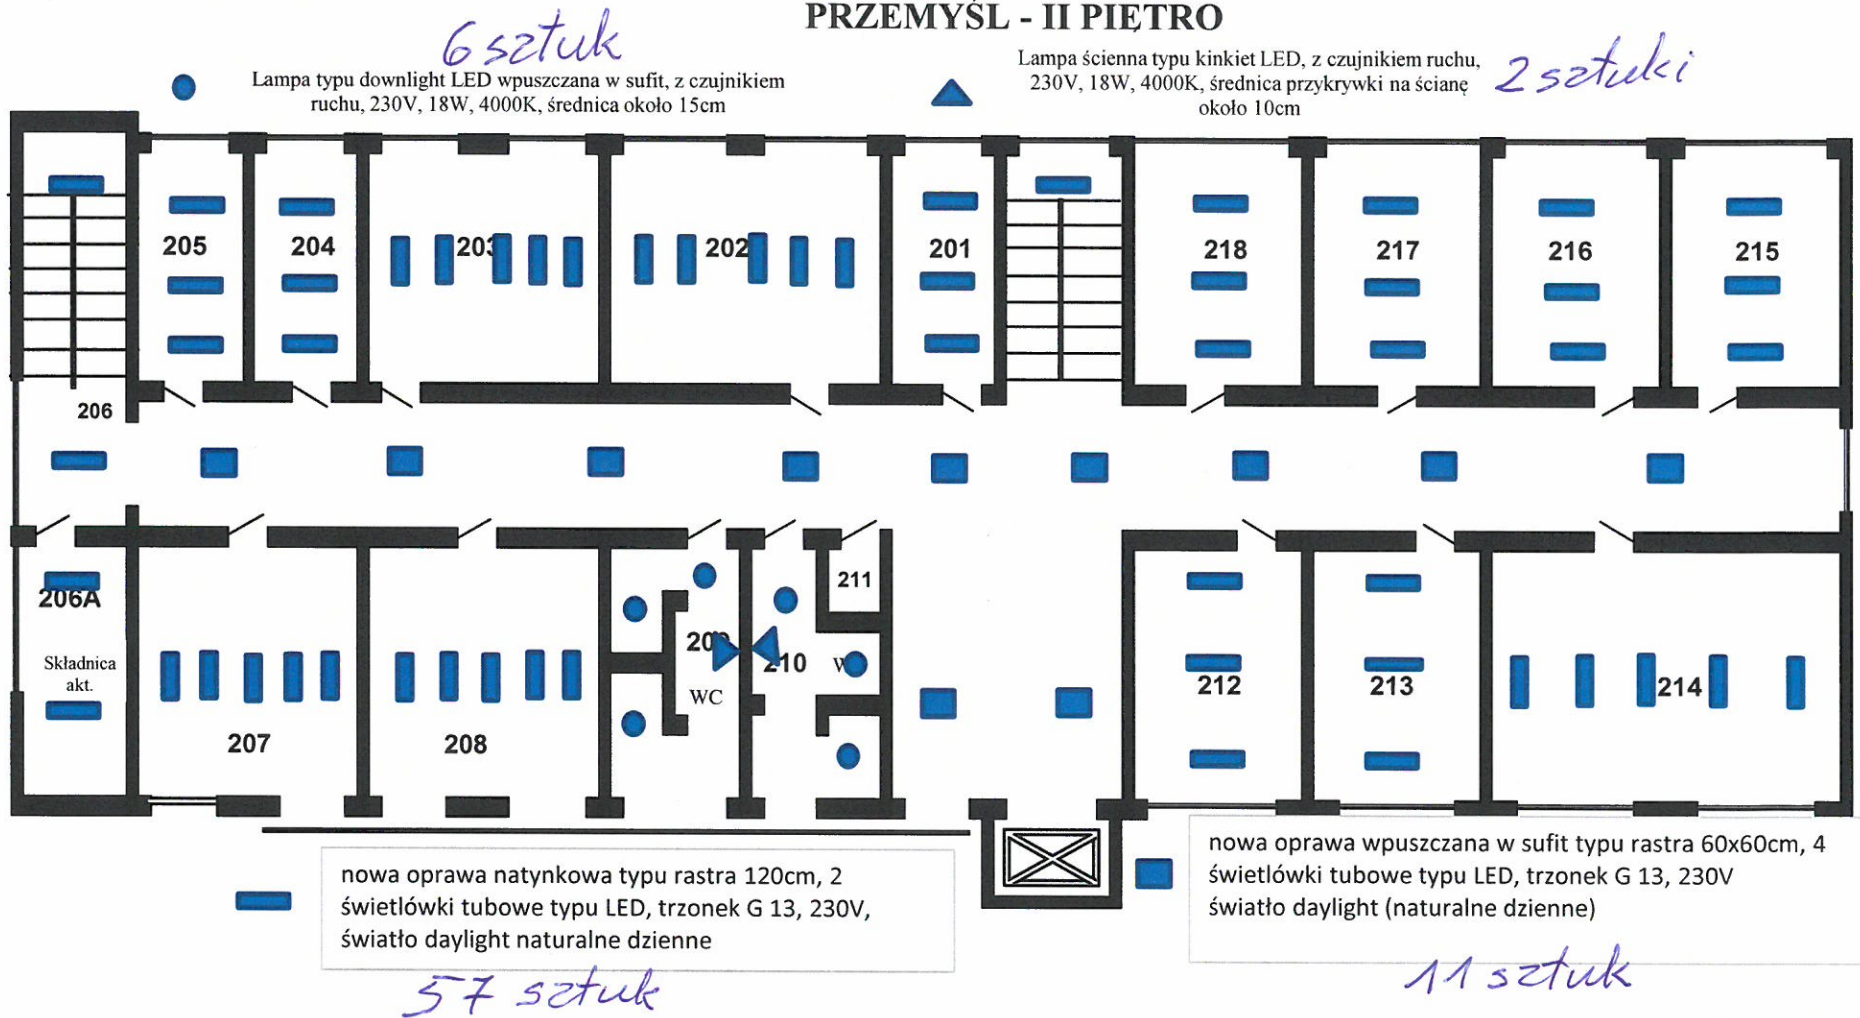 PRZEMYŚL - II PIĘTRO
6 sztuk
Lampa typu downlight LED wpuszczana w sufit, z czujnikiem
ruchu, 230V, 18W, 4000K, średnica około 15cm
Lampa ścienna typu kinkiet LED, z czujnikiem ruchu,
230V, 18W, 4000K, średnica przykrywki na ścianę
około 10cm
2 sztuki
205
204
203
202
201
218
217
216
215
206
206A
Składnica
akt.
207
208
209
WC
210
W
211
212
213
214
nowa oprawa natynkowa typu rastra 120cm, 2
świetlówki tubowe typu LED, trzonek G 13, 230V,
światło daylight naturalne dzienne
57 sztuk
nowa oprawa wpuszczana w sufit typu rastra 60x60cm, 4
świetlówki tubowe typu LED, trzonek G 13, 230V
światło daylight (naturalne dzienne)
11 sztuk